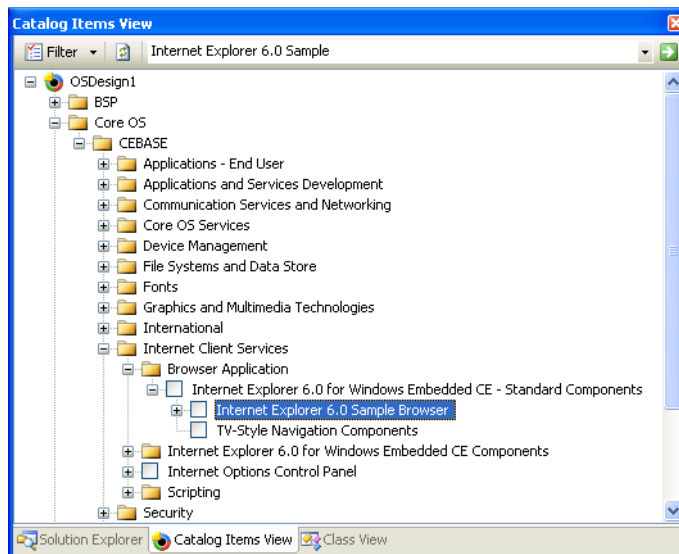 Catalog Items View
Filter Internet Explorer 6.0 Sample
OSDesign1
BSP
Core OS
CEBASE
Applications - End User
Applications and Services Development
Communication Services and Networking
Core OS Services
Device Management
File Systems and Data Store
Fonts
Graphics and Multimedia Technologies
International
Internet Client Services
Browser Application
Internet Explorer 6.0 for Windows Embedded CE - Standard Components
Internet Explorer 6.0 Sample Browser
TV-Style Navigation Components
Internet Explorer 6.0 for Windows Embedded CE Components
Internet Options Control Panel
Scripting
Security
Solution Explorer Catalog Items View Class View